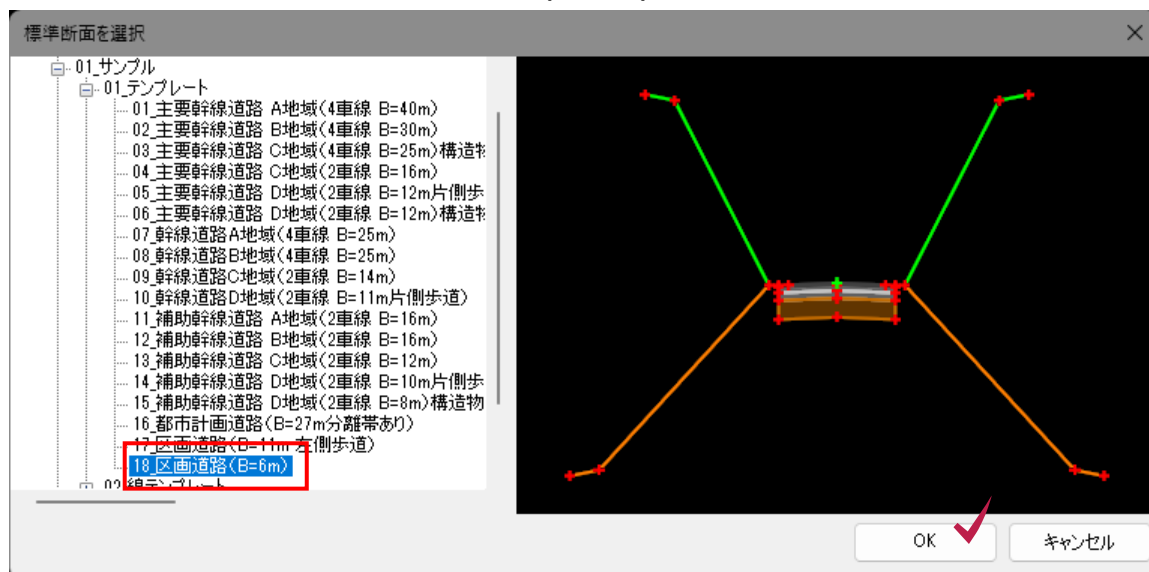 標準断面を選択
01_サンプル
01_テンプレート
01_主要幹線道路 A地域(4車線 B=40m)
02_主要幹線道路 B地域(4車線 B=30m)
03_主要幹線道路 C地域(4車線 B=25m)構造物
04_主要幹線道路 C地域(2車線 B=16m)
05_主要幹線道路 D地域(2車線 B=12m片側歩
06_主要幹線道路 D地域(2車線 B=12m)構造物
07_幹線道路A地域(4車線 B=25m)
08_幹線道路B地域(4車線 B=25m)
09_幹線道路C地域(2車線 B=14m)
10_幹線道路D地域(2車線 B=11m片側歩道)
11_補助幹線道路 A地域(2車線 B=16m)
12_補助幹線道路 B地域(2車線 B=16m)
13_補助幹線道路 C地域(2車線 B=12m)
14_補助幹線道路 D地域(2車線 B=10m片側歩
15_補助幹線道路 D地域(2車線 B=8m)構造物
16_都市計画道路(B=27m分離帯あり)
17_区画道路(B=11m 左側歩道)
18_区画道路(B=6m)
02_線テンプレート
OK
キャンセル